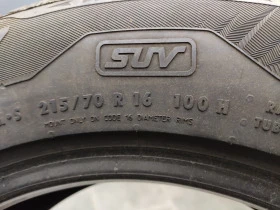 SUV
215/70 R 16 100 H
MOUNT ONLY ON CODE 16 DIAMETER RIMS